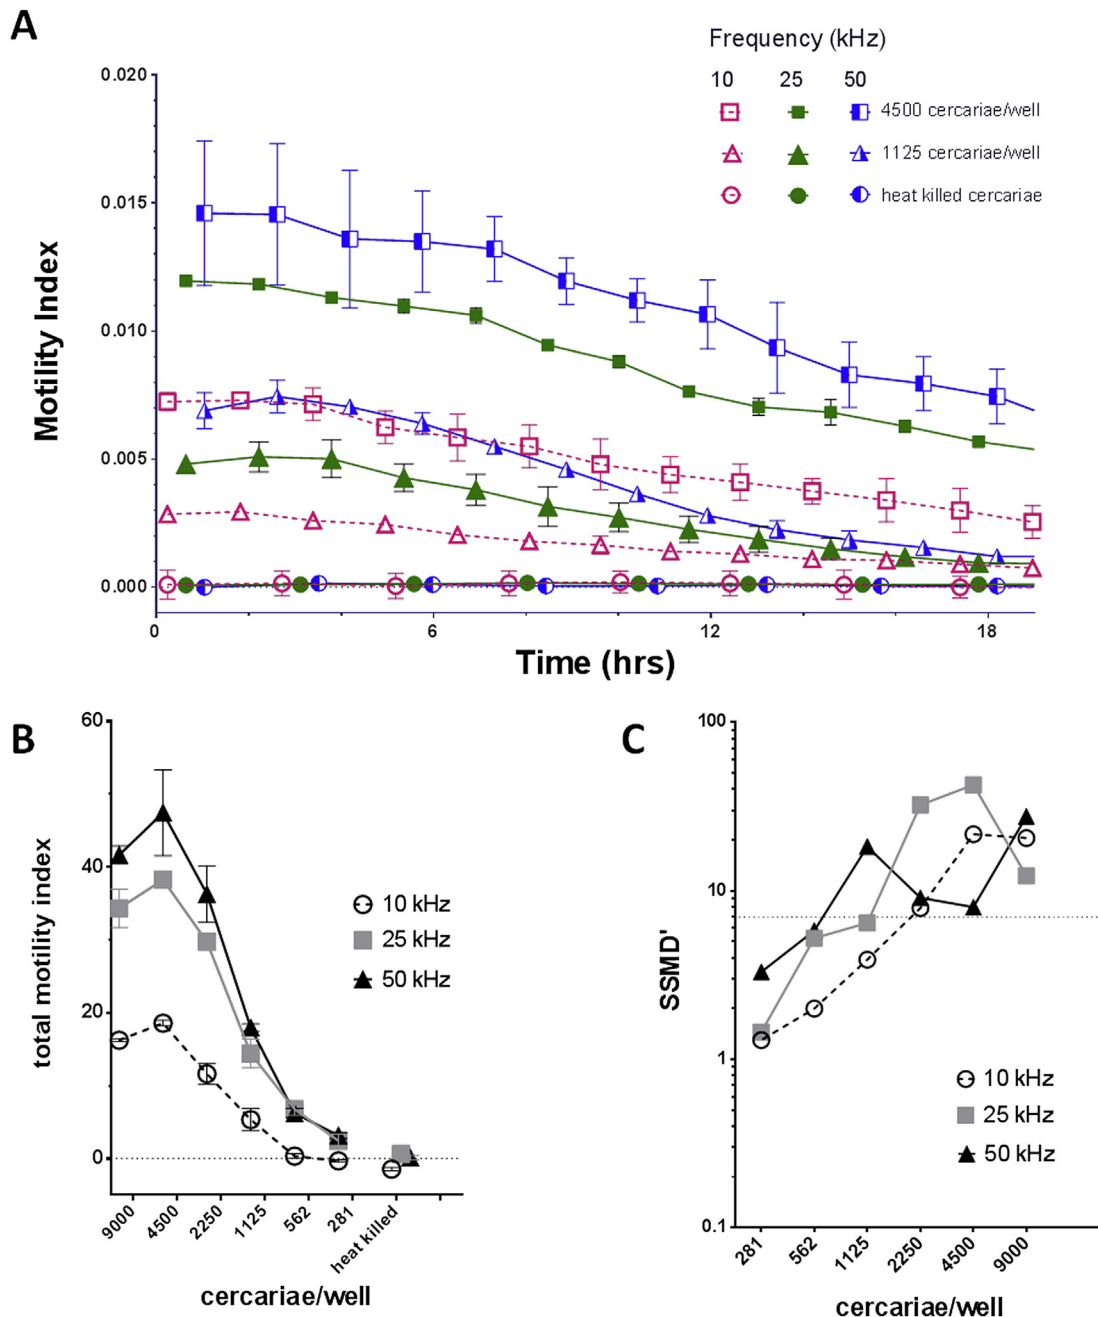 A
Frequency (kHz)
10 25 50
4500 cercariae/well
1125 cercariae/well
heat killed cercariae
0.020
0.015
0.010
0.005
0.000
Motility Index
0 6 12 18
Time (hrs)
B
60
40
20
0
total motility index
10 kHz
25 kHz
50 kHz
9000 4500 2250 1125 562 281 heat killed
cercariae/well
C
100
10
1
0.1
SSMD'
10 kHz
25 kHz
50 kHz
281 562 1125 2250 4500 9000
cercariae/well